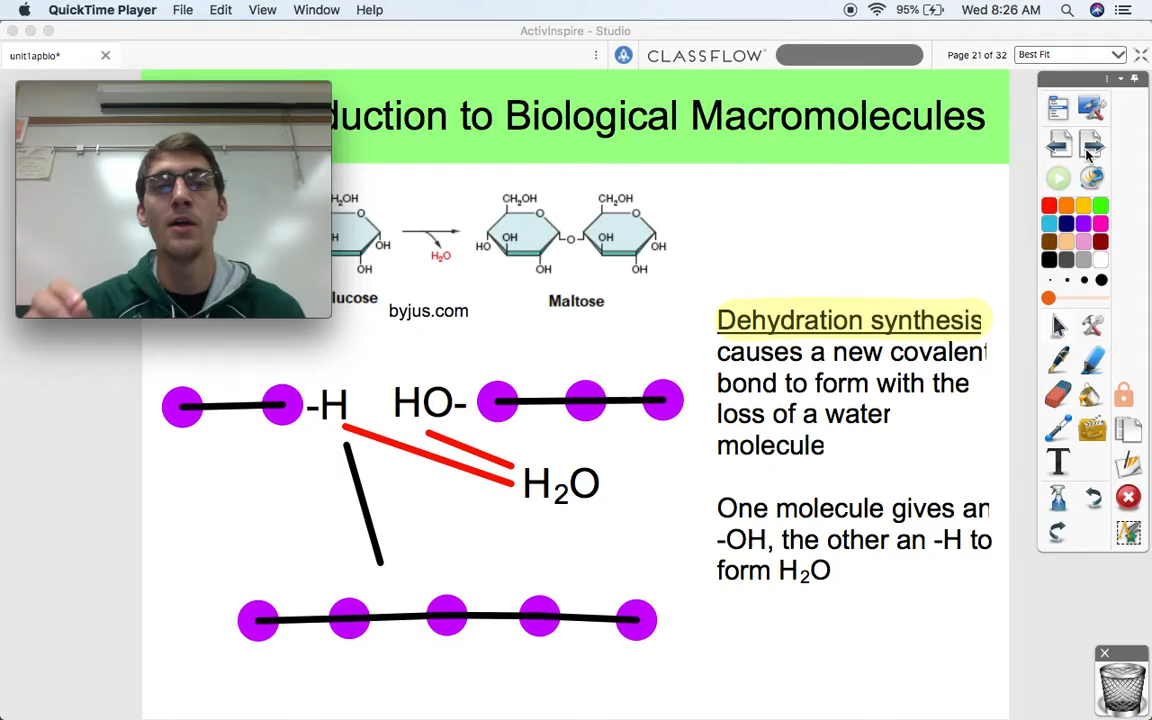 QuickTime Player File Edit View Window Help 95% Wed 8:26 AM
ActivInspire - Studio
unit1apbio* CLASSFLOW Page 21 of 32 Best Fit
duction to Biological Macromolecules
H₂OH CH₂OH CH₂OH
O O O
H OH HO OH O OH OH
H₂O
OH OH OH
lucose byjus.com Maltose
Dehydration synthesis
causes a new covalent
bond to form with the
loss of a water
molecule
-H HO-
H₂O
One molecule gives an
-OH, the other an -H to
form H₂O
T